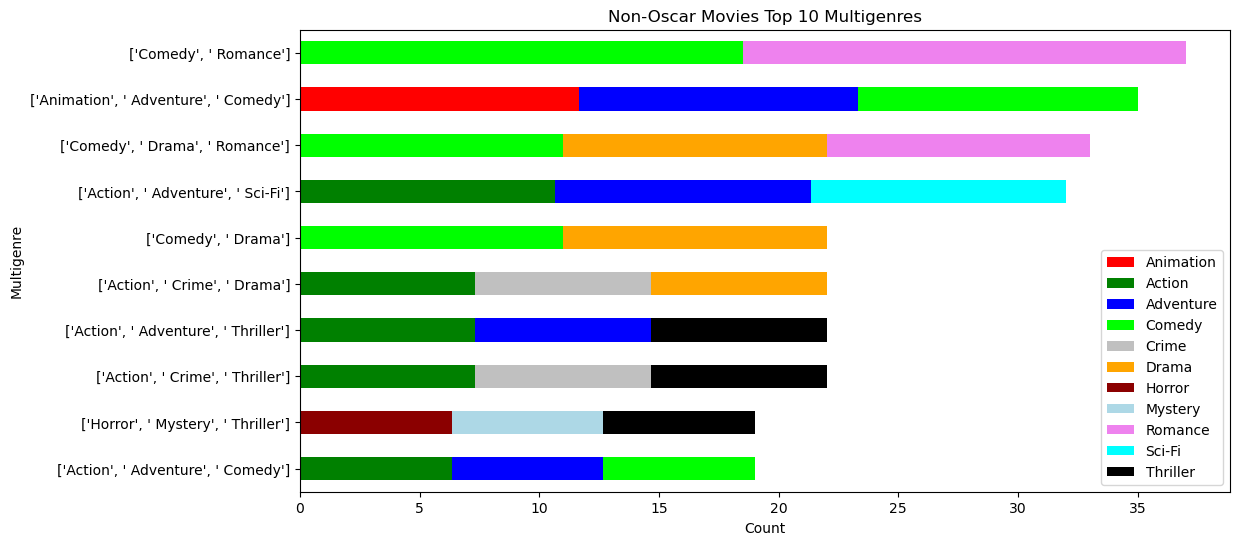 Non-Oscar Movies Top 10 Multigenres
['Comedy', ' Romance']
['Animation', ' Adventure', ' Comedy']
['Comedy', ' Drama', ' Romance']
['Action', ' Adventure', ' Sci-Fi']
['Comedy', ' Drama']
['Action', ' Crime', ' Drama']
['Action', ' Adventure', ' Thriller']
['Action', ' Crime', ' Thriller']
['Horror', ' Mystery', ' Thriller']
['Action', ' Adventure', ' Comedy']
Multigenre
Animation
Action
Adventure
Comedy
Crime
Drama
Horror
Mystery
Romance
Sci-Fi
Thriller
0 5 10 15 20 25 30 35
Count